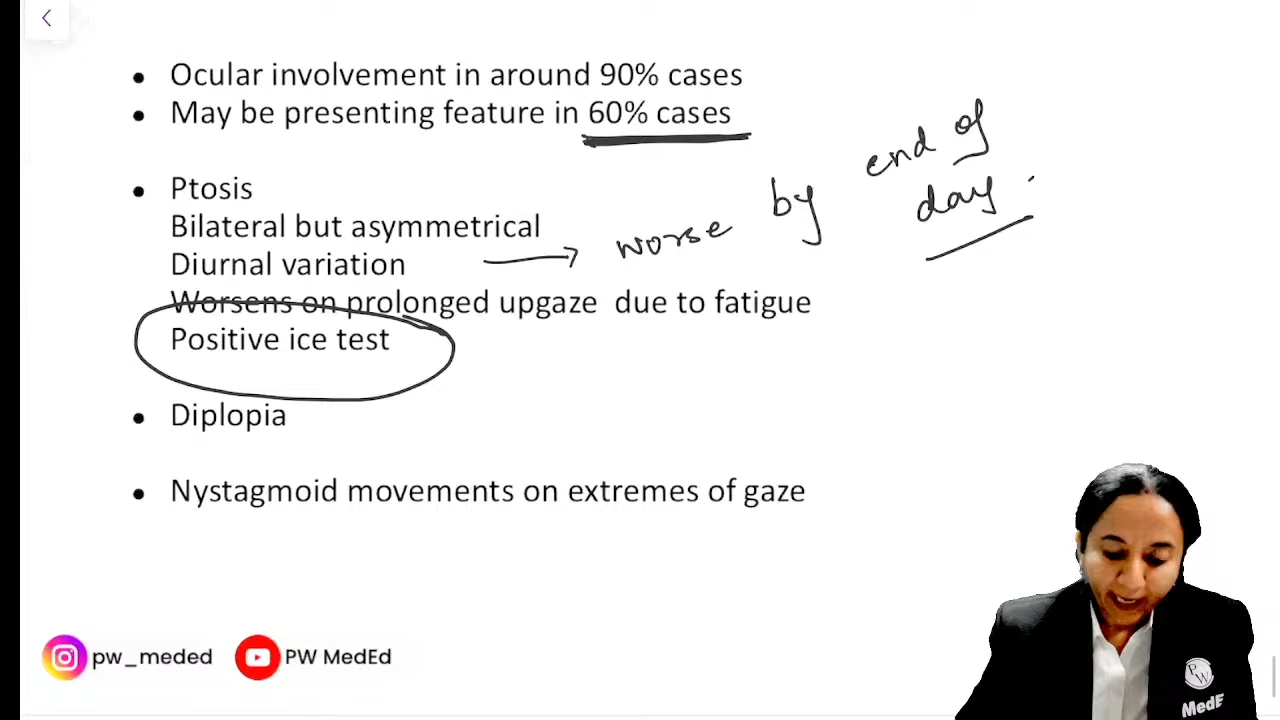 Ocular involvement in around 90% cases
May be presenting feature in 60% cases
Ptosis
Bilateral but asymmetrical
Diurnal variation
worse by end of day
Worsens on prolonged upgaze due to fatigue
Positive ice test
Diplopia
Nystagmoid movements on extremes of gaze
pw_meded
PW MedEd
PW
MedE